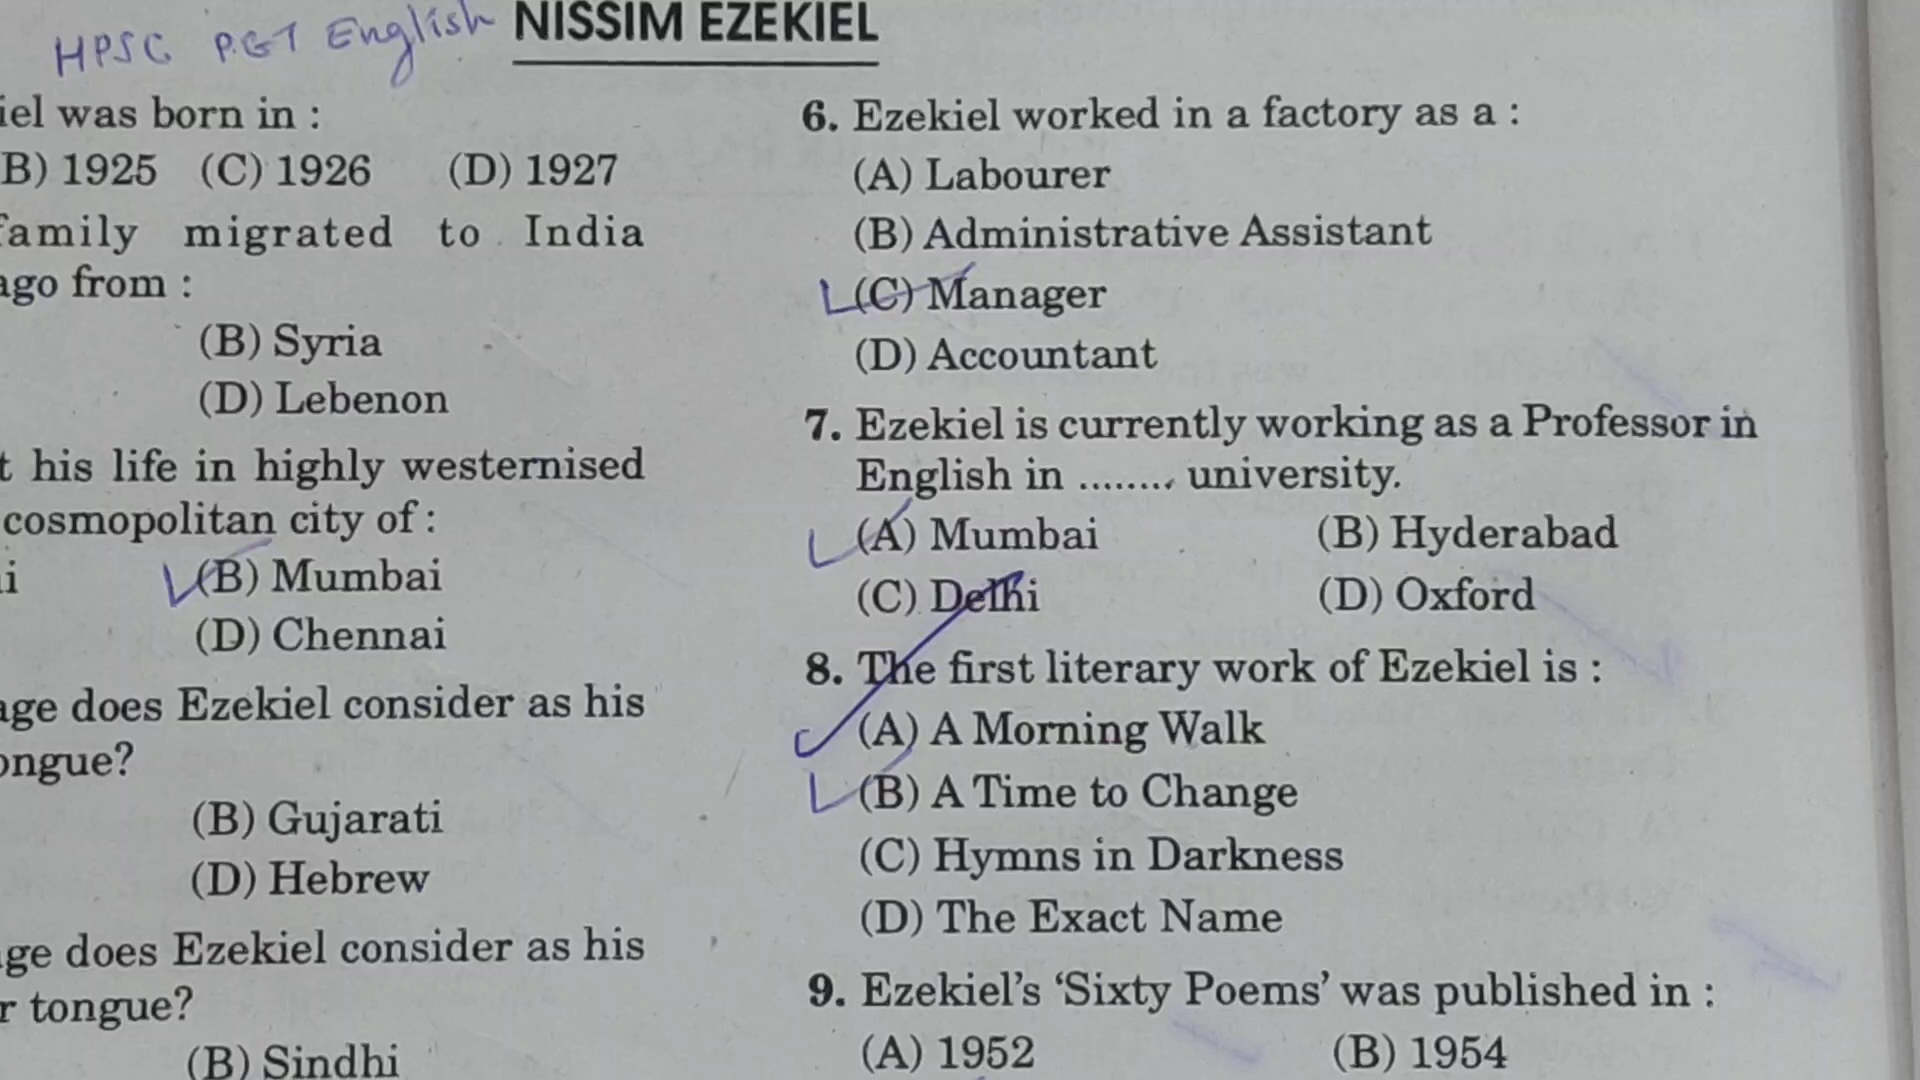 HPSC PGT English NISSIM EZEKIEL
iel was born in :
B) 1925 (C) 1926 (D) 1927
family migrated to India
ago from :
(B) Syria
(D) Lebenon
t his life in highly westernised
cosmopolitan city of :
i (B) Mumbai
(D) Chennai
age does Ezekiel consider as his
ongue?
(B) Gujarati
(D) Hebrew
ge does Ezekiel consider as his
r tongue?
(B) Sindhi
6. Ezekiel worked in a factory as a :
(A) Labourer
(B) Administrative Assistant
(C) Manager
(D) Accountant
7. Ezekiel is currently working as a Professor in
English in ........ university.
(A) Mumbai (B) Hyderabad
(C) Delhi (D) Oxford
8. The first literary work of Ezekiel is :
(A) A Morning Walk
(B) A Time to Change
(C) Hymns in Darkness
(D) The Exact Name
9. Ezekiel's ‘Sixty Poems’ was published in :
(A) 1952 (B) 1954